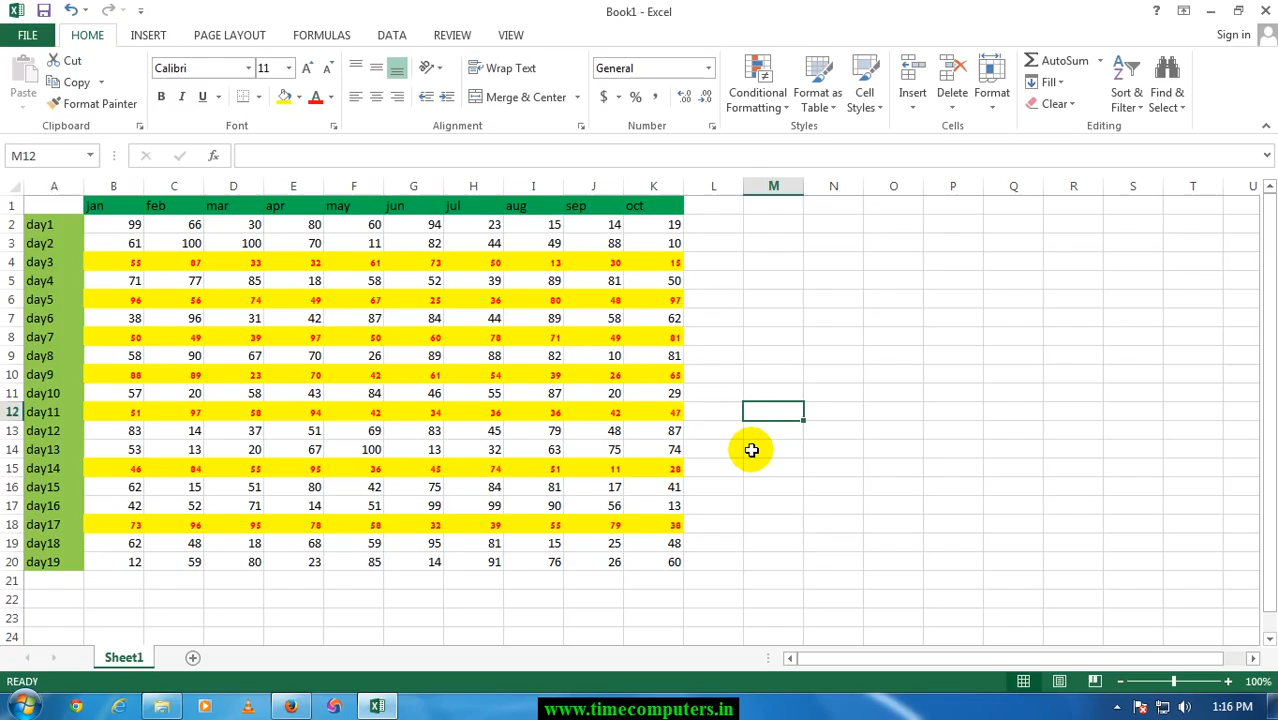 Book1 - Excel
?
FILE HOME INSERT PAGE LAYOUT FORMULAS DATA REVIEW VIEW Sign in
Paste
Cut
Copy
Format Painter
Calibri 11
B I U A
Wrap Text
Merge & Center
General
$ % ,
Conditional Formatting
Format as Table
Cell Styles
Insert
Delete
Format
AutoSum
Fill
Clear
Sort & Filter
Find & Select
Clipboard Font Alignment Number Styles Cells Editing
M12 fx
A B C D E F G H I J K L M N O P Q R S T U
1 jan feb mar apr may jun jul aug sep oct
2 day1 99 66 30 80 60 94 23 15 14 19
3 day2 61 100 100 70 11 82 44 49 88 10
4 day3 55 87 33 32 61 73 50 13 30 15
5 day4 71 77 85 18 58 52 39 89 81 50
6 day5 96 56 74 49 67 25 36 80 48 97
7 day6 38 96 31 42 87 84 44 89 58 62
8 day7 50 49 39 97 50 60 78 71 49 81
9 day8 58 90 67 70 26 89 88 82 10 81
10 day9 88 89 23 70 42 61 54 39 26 65
11 day10 57 20 58 43 84 46 55 87 20 29
12 day11 51 97 58 94 42 34 36 36 42 47
13 day12 83 14 37 51 69 83 45 79 48 87
14 day13 53 13 20 67 100 13 32 63 75 74
15 day14 46 84 55 95 36 45 74 51 11 28
16 day15 62 15 51 80 42 75 84 81 17 41
17 day16 42 52 71 14 51 99 99 90 56 13
18 day17 73 96 95 78 58 32 39 55 79 38
19 day18 62 48 18 68 59 95 81 15 25 48
20 day19 12 59 80 23 85 14 91 76 26 60
21
22
23
24
Sheet1
READY 100%
www.timecomputers.in
1:16 PM